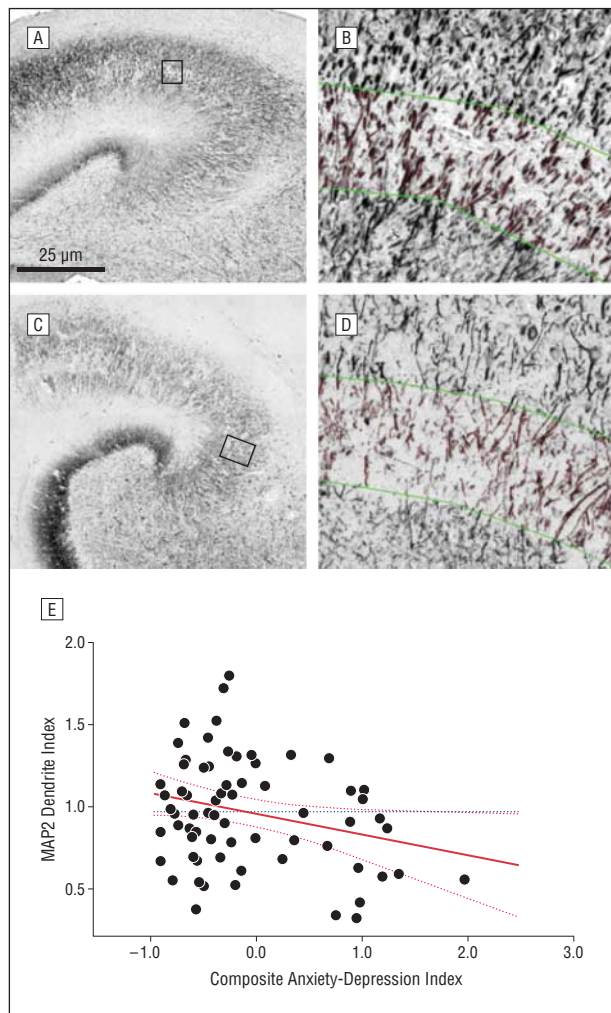 A
B
25 µm
C
D
E
2.0
1.5
1.0
0.5
MAP2 Dendrite Index
–1.0
0.0
1.0
2.0
3.0
Composite Anxiety-Depression Index